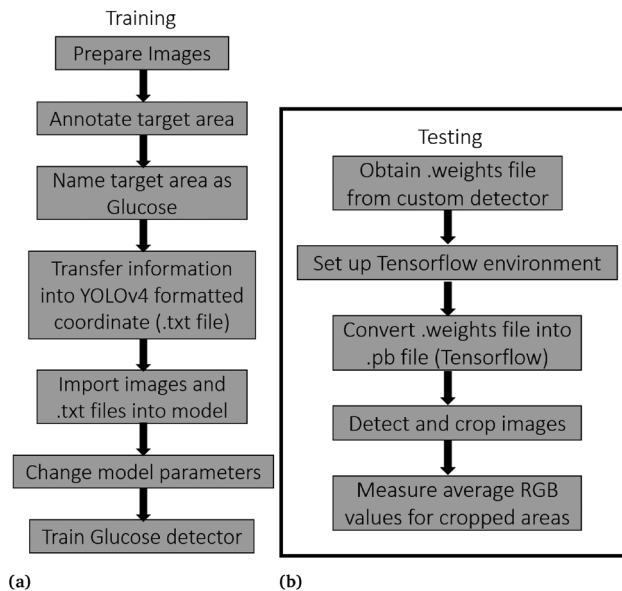 Training
Prepare Images
Annotate target area
Name target area as
Glucose
Transfer information
into YOLOv4 formatted
coordinate (.txt file)
Import images and
.txt files into model
Change model parameters
Train Glucose detector
(a)
Testing
Obtain .weights file
from custom detector
Set up Tensorflow environment
Convert .weights file into
.pb file (Tensorflow)
Detect and crop images
Measure average RGB
values for cropped areas
(b)